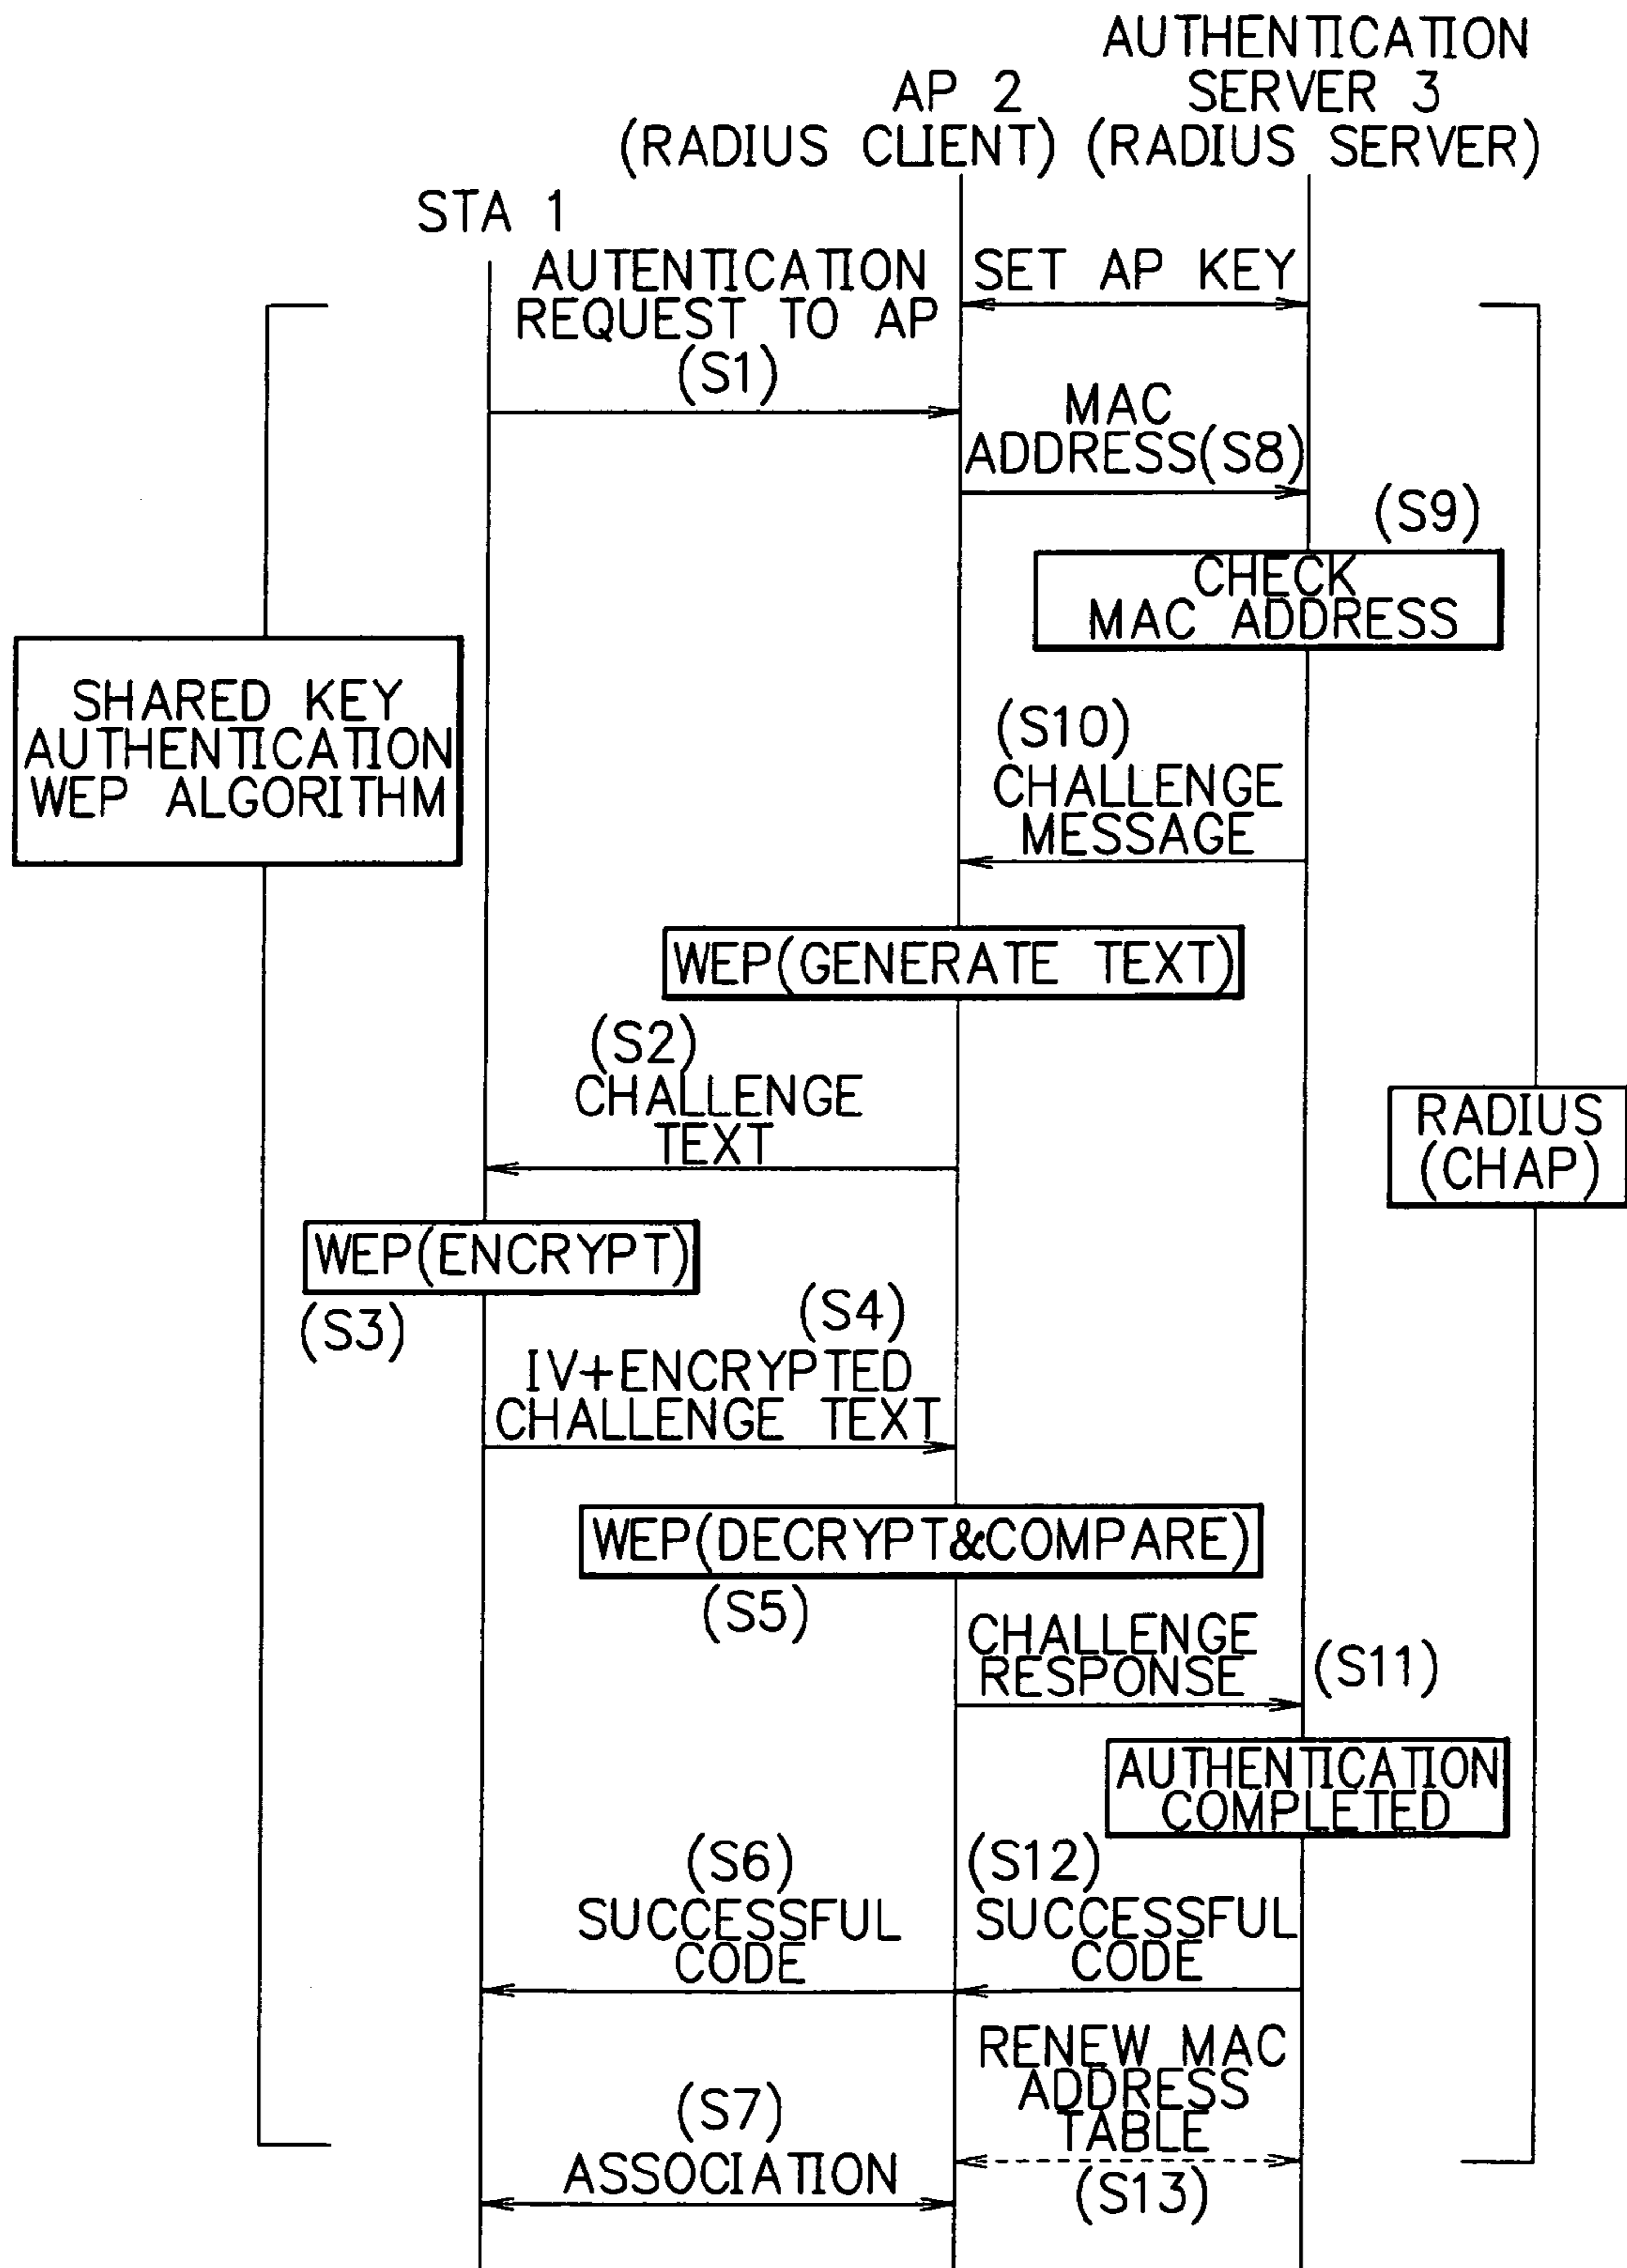 AUTHENTICATION
SERVER 3
(RADIUS SERVER)
AP 2
(RADIUS CLIENT)
STA 1
AUTENTICATION
REQUEST TO AP
(S1)
SET AP KEY
MAC
ADDRESS(S8)
(S9)
CHECK
MAC ADDRESS
SHARED KEY
AUTHENTICATION
WEP ALGORITHM
(S10)
CHALLENGE
MESSAGE
WEP(GENERATE TEXT)
(S2)
CHALLENGE
TEXT
RADIUS
(CHAP)
WEP(ENCRYPT)
(S3)
(S4)
IV+ENCRYPTED
CHALLENGE TEXT
WEP(DECRYPT&COMPARE)
(S5)
CHALLENGE
RESPONSE
(S11)
AUTHENTICATION
COMPLETED
(S6)
SUCCESSFUL
CODE
(S12)
SUCCESSFUL
CODE
RENEW MAC
ADDRESS
TABLE
(S13)
(S7)
ASSOCIATION